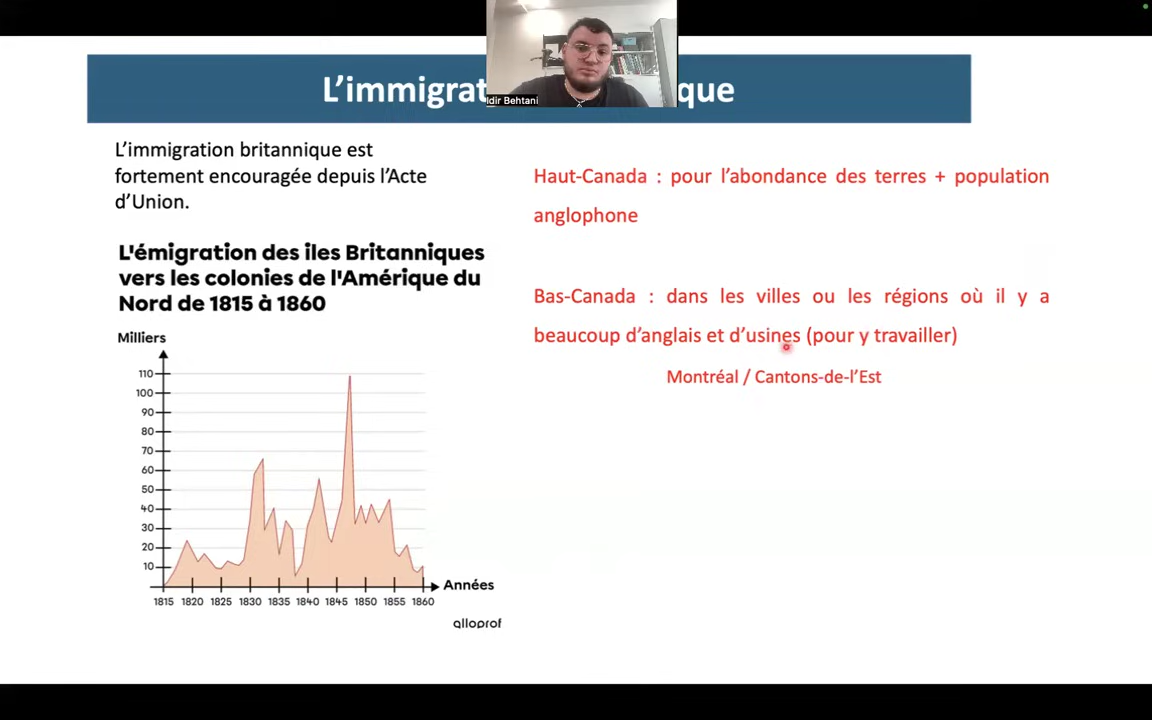 L'immigrat que
Idir Behtani
L'immigration britannique est
fortement encouragée depuis l'Acte
d'Union.
L'émigration des iles Britanniques
vers les colonies de l'Amérique du
Nord de 1815 à 1860
Milliers
110
100
90
80
70
60
50
40
30
20
10
1815 1820 1825 1830 1835 1840 1845 1850 1855 1860
Années
alloprof
Haut-Canada : pour l'abondance des terres + population
anglophone
Bas-Canada : dans les villes ou les régions où il y a
beaucoup d'anglais et d'usines (pour y travailler)
Montréal / Cantons-de-l'Est